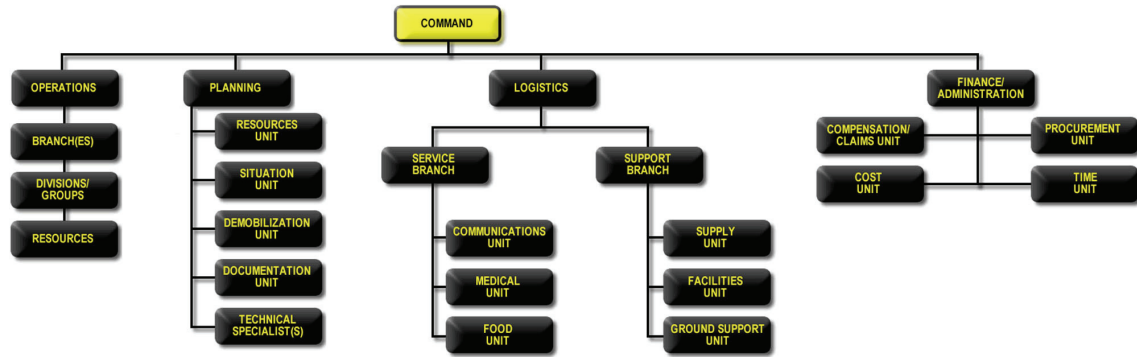 COMMAND
OPERATIONS
BRANCH(ES)
DIVISIONS/
GROUPS
RESOURCES
PLANNING
RESOURCES
UNIT
SITUATION
UNIT
DEMOBILIZATION
UNIT
DOCUMENTATION
UNIT
TECHNICAL
SPECIALIST(S)
LOGISTICS
SERVICE
BRANCH
COMMUNICATIONS
UNIT
MEDICAL
UNIT
FOOD
UNIT
SUPPORT
BRANCH
SUPPLY
UNIT
FACILITIES
UNIT
GROUND SUPPORT
UNIT
FINANCE/
ADMINISTRATION
COMPENSATION/
CLAIMS UNIT
PROCUREMENT
UNIT
COST
UNIT
TIME
UNIT